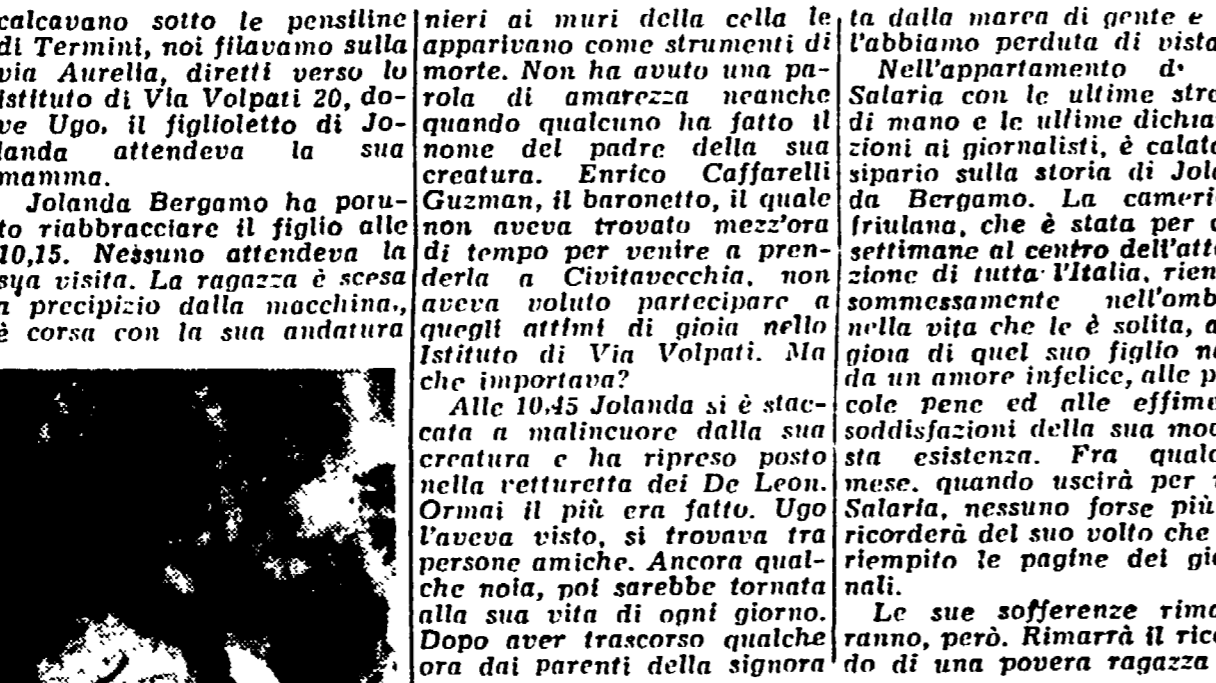 calcavano sotto le pensiline
di Termini, noi filavamo sulla
via Aurelia, diretti verso lo
istituto di Via Volpati 20, do-
ve Ugo, il figlioletto di Jo-
landa attendeva la sua
mamma.
Jolanda Bergamo ha potu-
to riabbracciare il figlio alle
10,15. Nessuno attendeva la
sua visita. La ragazza è scesa
a precipizio dalla macchina,
è corsa con la sua andatura
nieri ai muri della cella le
apparivano come strumenti di
morte. Non ha avuto una pa-
rola di amarezza neanche
quando qualcuno ha fatto il
nome del padre della sua
creatura. Enrico Caffarelli
Guzman, il baronetto, il quale
non aveva trovato mezz'ora
di tempo per venire a pren-
derla a Civitavecchia, non
aveva voluto partecipare a
quegli attimi di gioia nello
Istituto di Via Volpati. Ma
che importava?
Alle 10,45 Jolanda si è stac-
cata a malincuore dalla sua
creatura e ha ripreso posto
nella vetturetta dei De Leon.
Ormai il più era fatto. Ugo
l'aveva visto, si trovava tra
persone amiche. Ancora qual-
che noia, poi sarebbe tornata
alla sua vita di ogni giorno.
Dopo aver trascorso qualche
ora dai parenti della signora
ta dalla marea di gente e
l'abbiamo perduta di vista
Nell'appartamento
Salaria con le ultime stre
di mano e le ultime dichia
zioni ai giornalisti, è calato
sipario sulla storia di Jola
da Bergamo. La cameri
friulana, che è stata per
settimane al centro dell'atte
zione di tutta l'Italia, rien
sommessamente nell'omb
nella vita che le è solita, a
gioia di quel suo figlio n
da un amore infelice, alle p
cole pene ed alle effime
soddisfazioni della sua mod
sta esistenza. Fra qualc
mese, quando uscirà per
Salaria, nessuno forse più
ricorderà del suo volto che
riempito le pagine dei gio
nali.
Le sue sofferenze rima
ranno, però. Rimarrà il rico
do di una povera ragazza